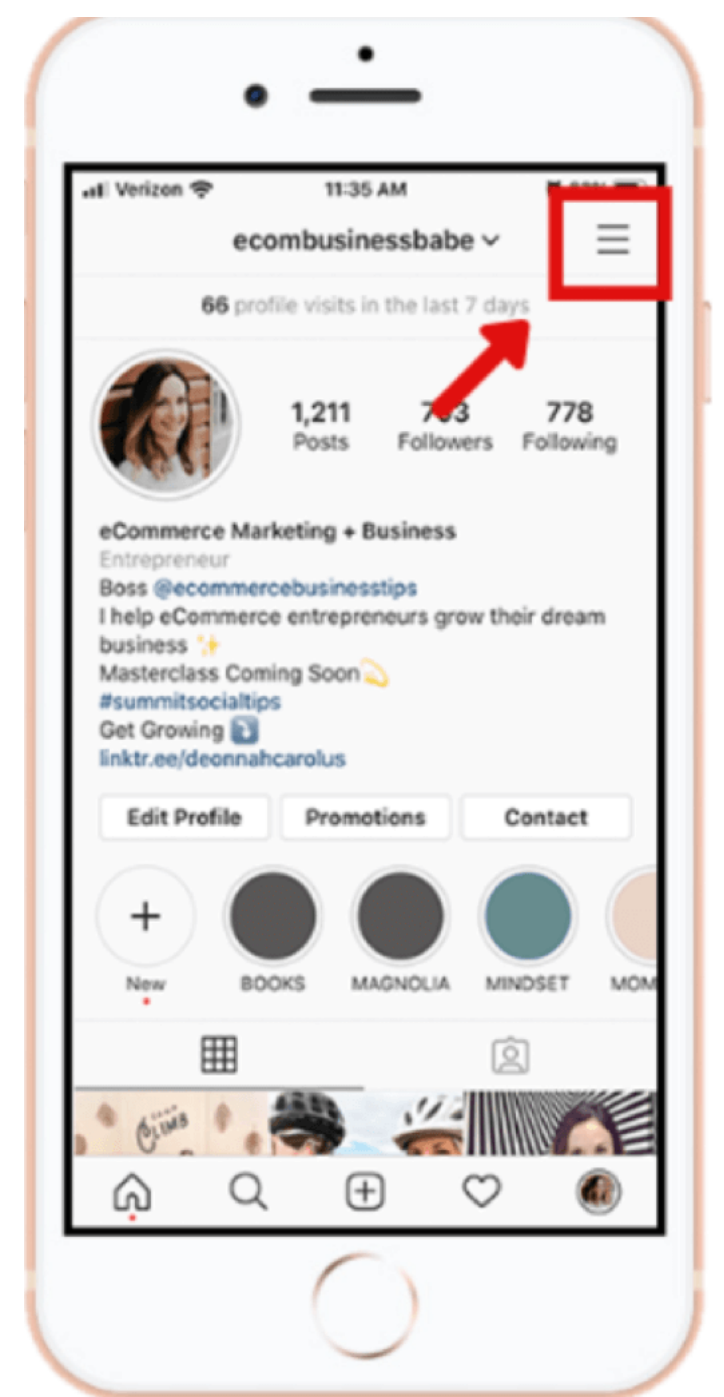 Verizon
11:35 AM
ecombusinessbabe
66 profile visits in the last 7 days
1,211
778
Posts
Followers
Following
eCommerce Marketing + Business
Entrepreneur
Boss @ecommercebusinesstips
I help eCommerce entrepreneurs grow their dream
business ✨
Masterclass Coming Soon💫
#summitsocialtips
Get Growing ⤵️
linktr.ee/deonnahcarolus
Edit Profile
Promotions
Contact
New
BOOKS
MAGNOLIA
MINDSET
MOM
CLIMB